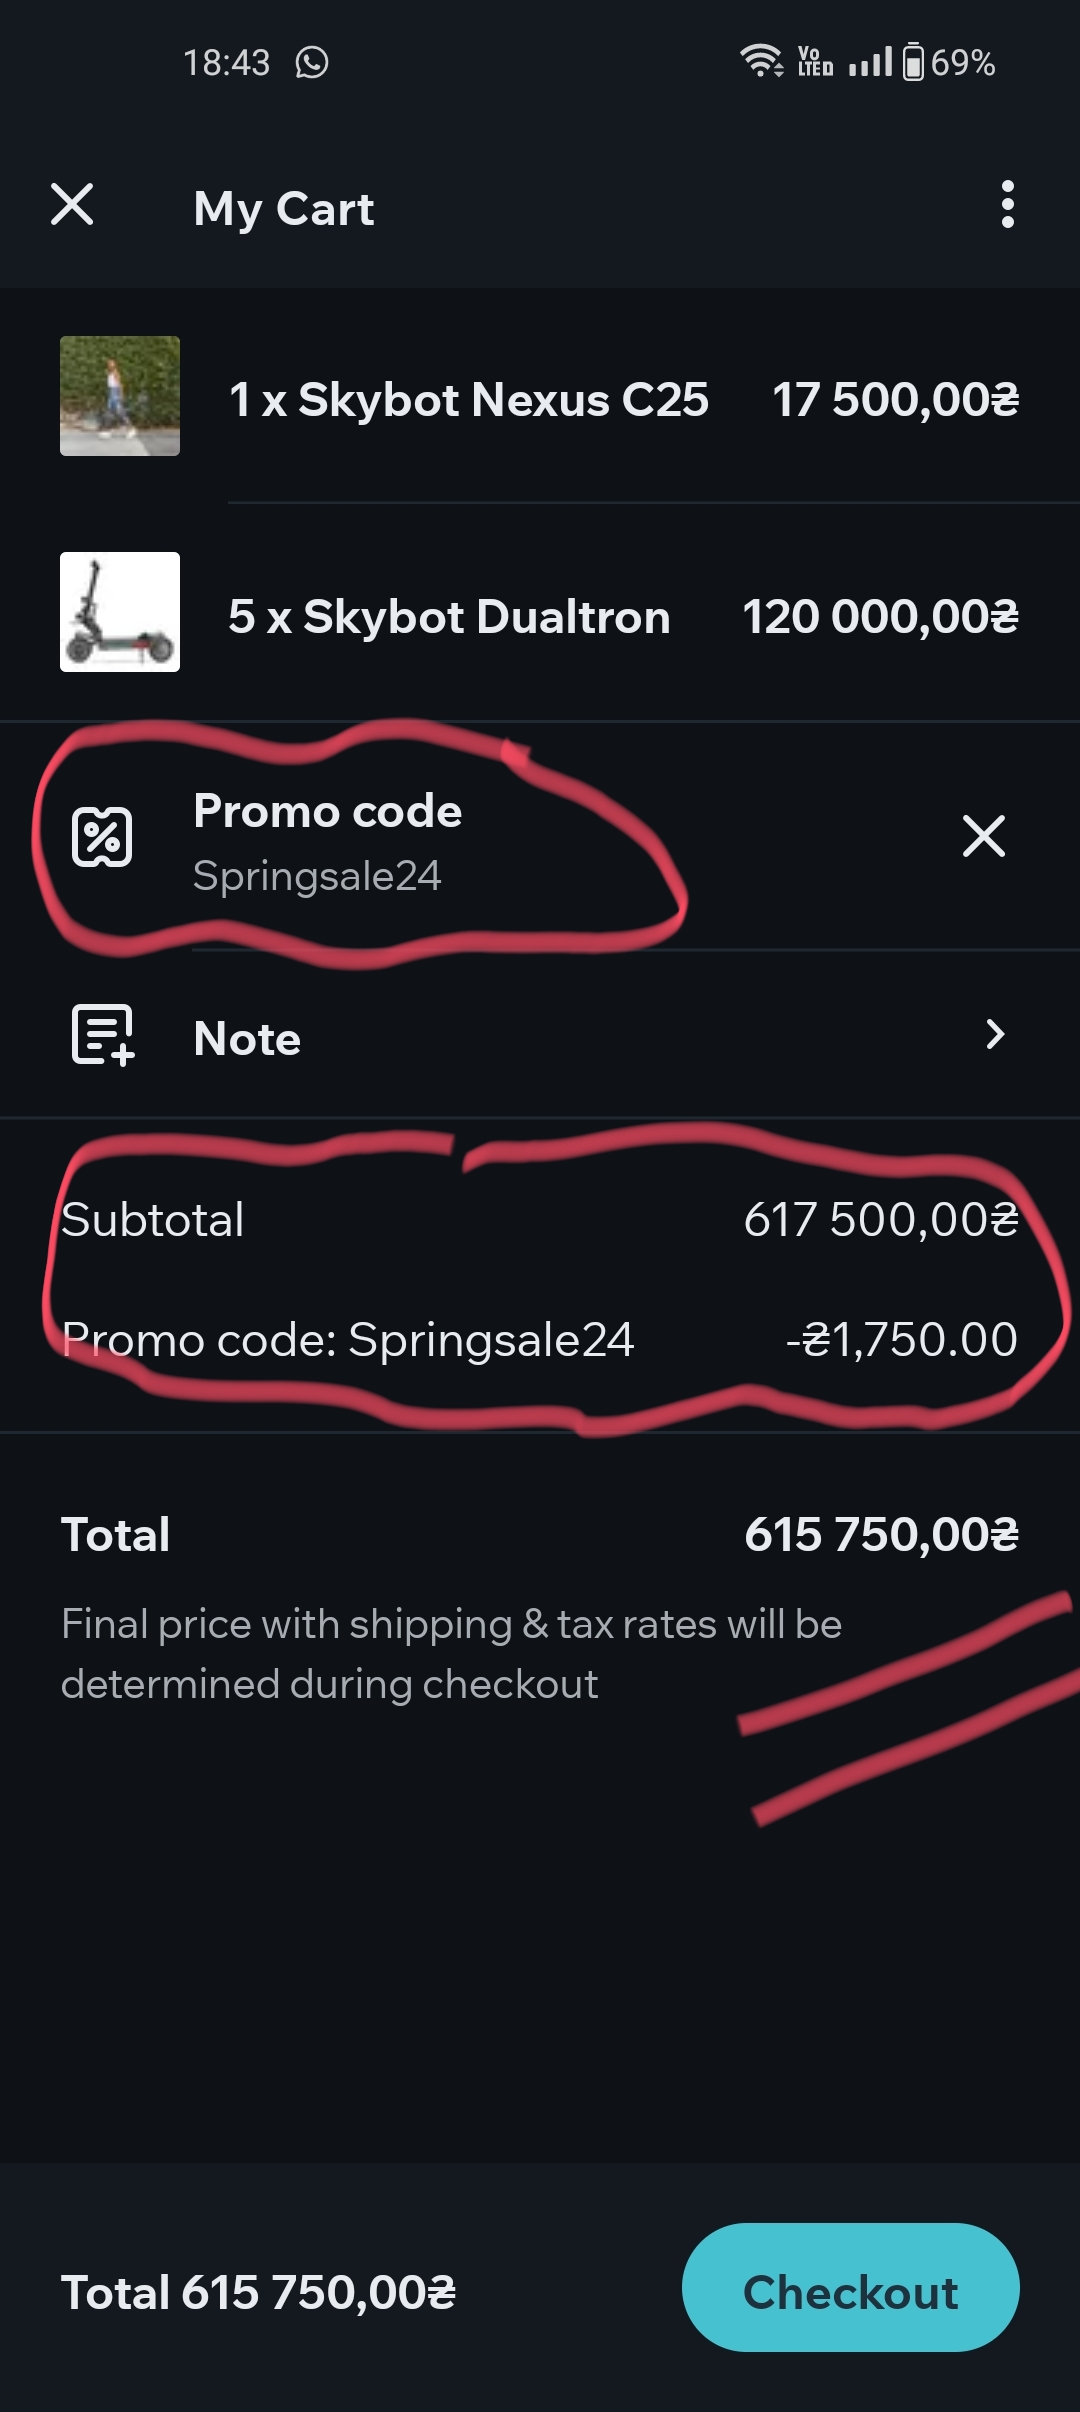 18:43 Vo LTE 69%
My Cart
1 x Skybot Nexus C25 17 500,00₴
5 x Skybot Dualtron 120 000,00₴
Promo code
Springsale24
Note
Subtotal 617 500,00₴
Promo code: Springsale24 -₴1,750.00
Total 615 750,00₴
Final price with shipping & tax rates will be
determined during checkout
Total 615 750,00₴ Checkout